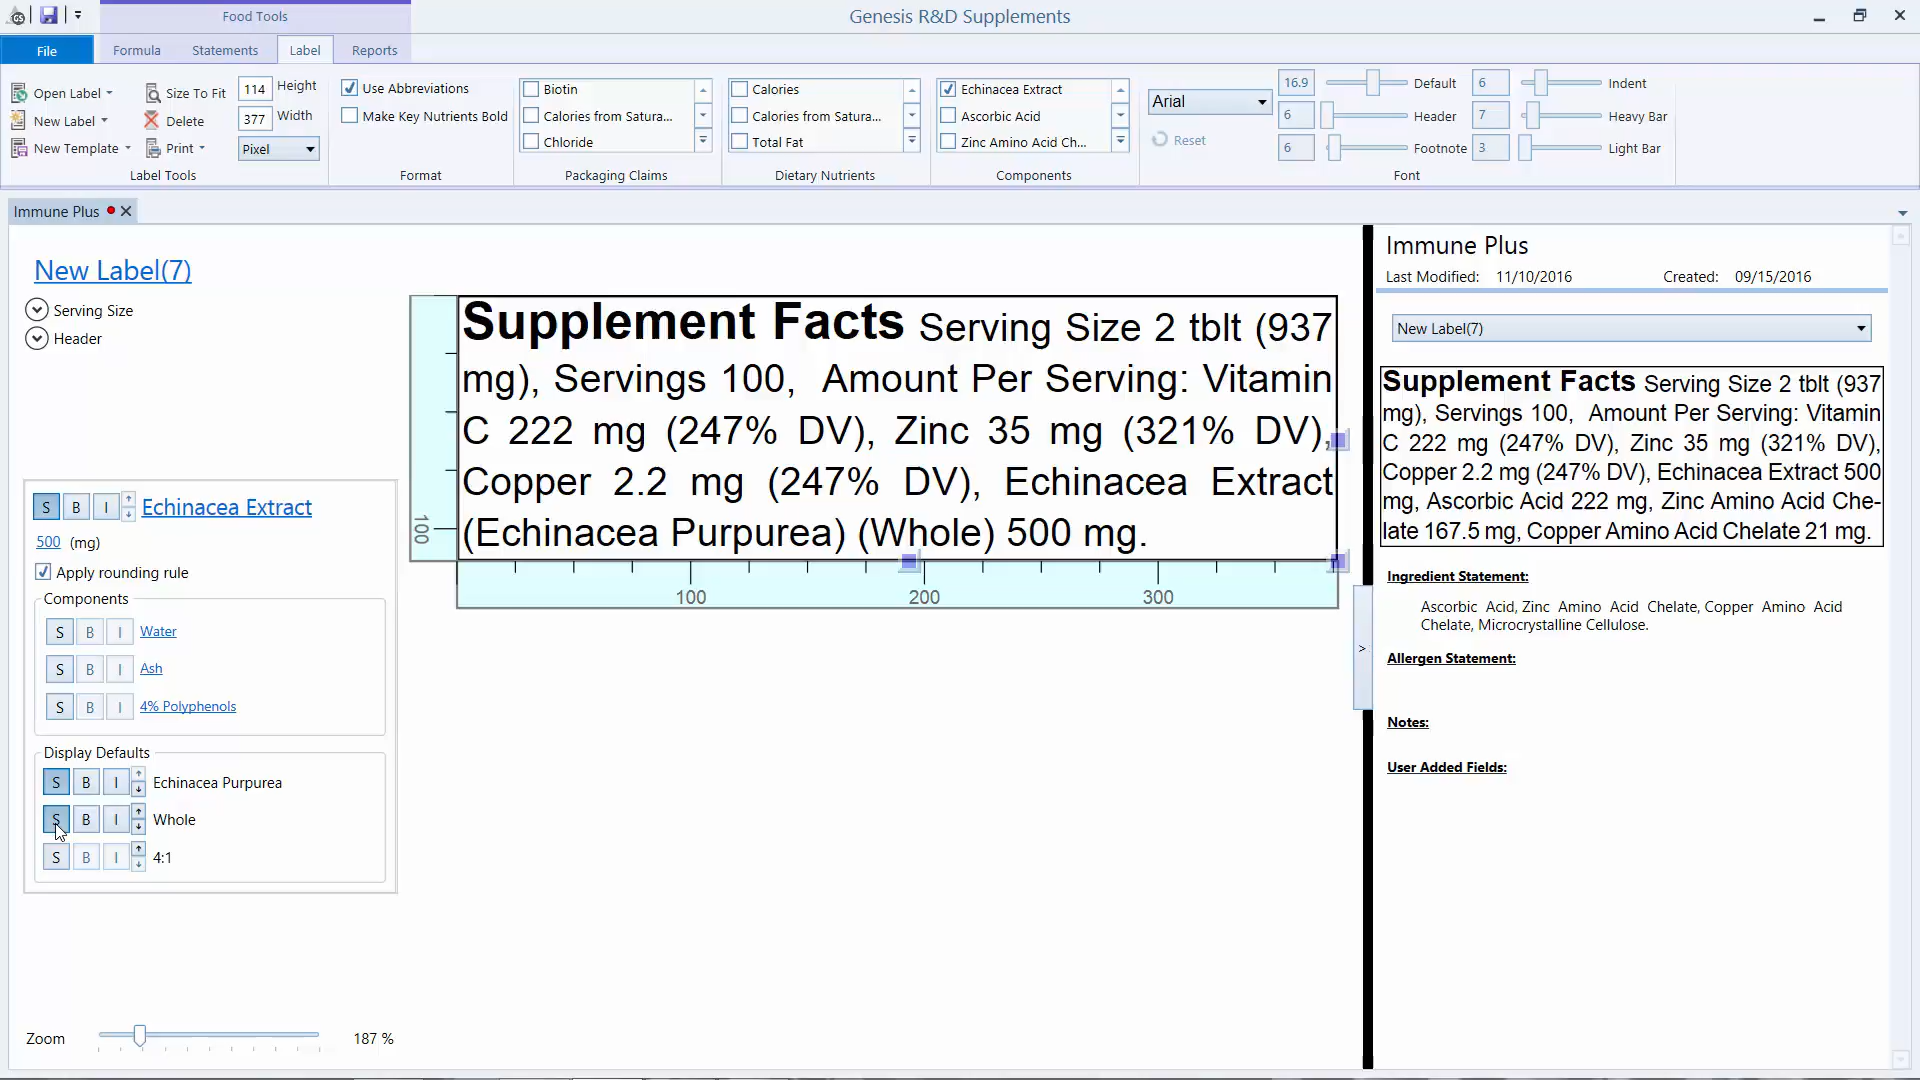 Food Tools
Genesis R&D Supplements
File
Formula
Statements
Label
Reports
Open Label
Size To Fit
114
Height
New Label
Delete
377
Width
New Template
Print
Pixel
Label Tools
Use Abbreviations
Make Key Nutrients Bold
Format
Biotin
Calories from Satura...
Chloride
Packaging Claims
Calories
Calories from Satura...
Total Fat
Dietary Nutrients
Echinacea Extract
Ascorbic Acid
Zinc Amino Acid Ch...
Components
Arial
Reset
16.9
Default
6
Indent
6
Header
7
Heavy Bar
6
Footnote
3
Light Bar
Font
Immune Plus
New Label(7)
Serving Size
Header
S B I Echinacea Extract
500 (mg)
Apply rounding rule
Components
S B I Water
S B I Ash
S B I 4% Polyphenols
Display Defaults
S B I Echinacea Purpurea
S B I Whole
S B I 4:1
Zoom
187 %
Supplement Facts Serving Size 2 tblt (937
mg), Servings 100, Amount Per Serving: Vitamin
C 222 mg (247% DV), Zinc 35 mg (321% DV),
Copper 2.2 mg (247% DV), Echinacea Extract
(Echinacea Purpurea) (Whole) 500 mg.
100
100
200
300
>
Immune Plus
Last Modified: 11/10/2016
Created: 09/15/2016
New Label(7)
Supplement Facts Serving Size 2 tblt (937
mg), Servings 100, Amount Per Serving: Vitamin
C 222 mg (247% DV), Zinc 35 mg (321% DV),
Copper 2.2 mg (247% DV), Echinacea Extract 500
mg, Ascorbic Acid 222 mg, Zinc Amino Acid Che-
late 167.5 mg, Copper Amino Acid Chelate 21 mg.
Ingredient Statement:
Ascorbic Acid, Zinc Amino Acid Chelate, Copper Amino Acid
Chelate, Microcrystalline Cellulose.
Allergen Statement:
Notes:
User Added Fields: